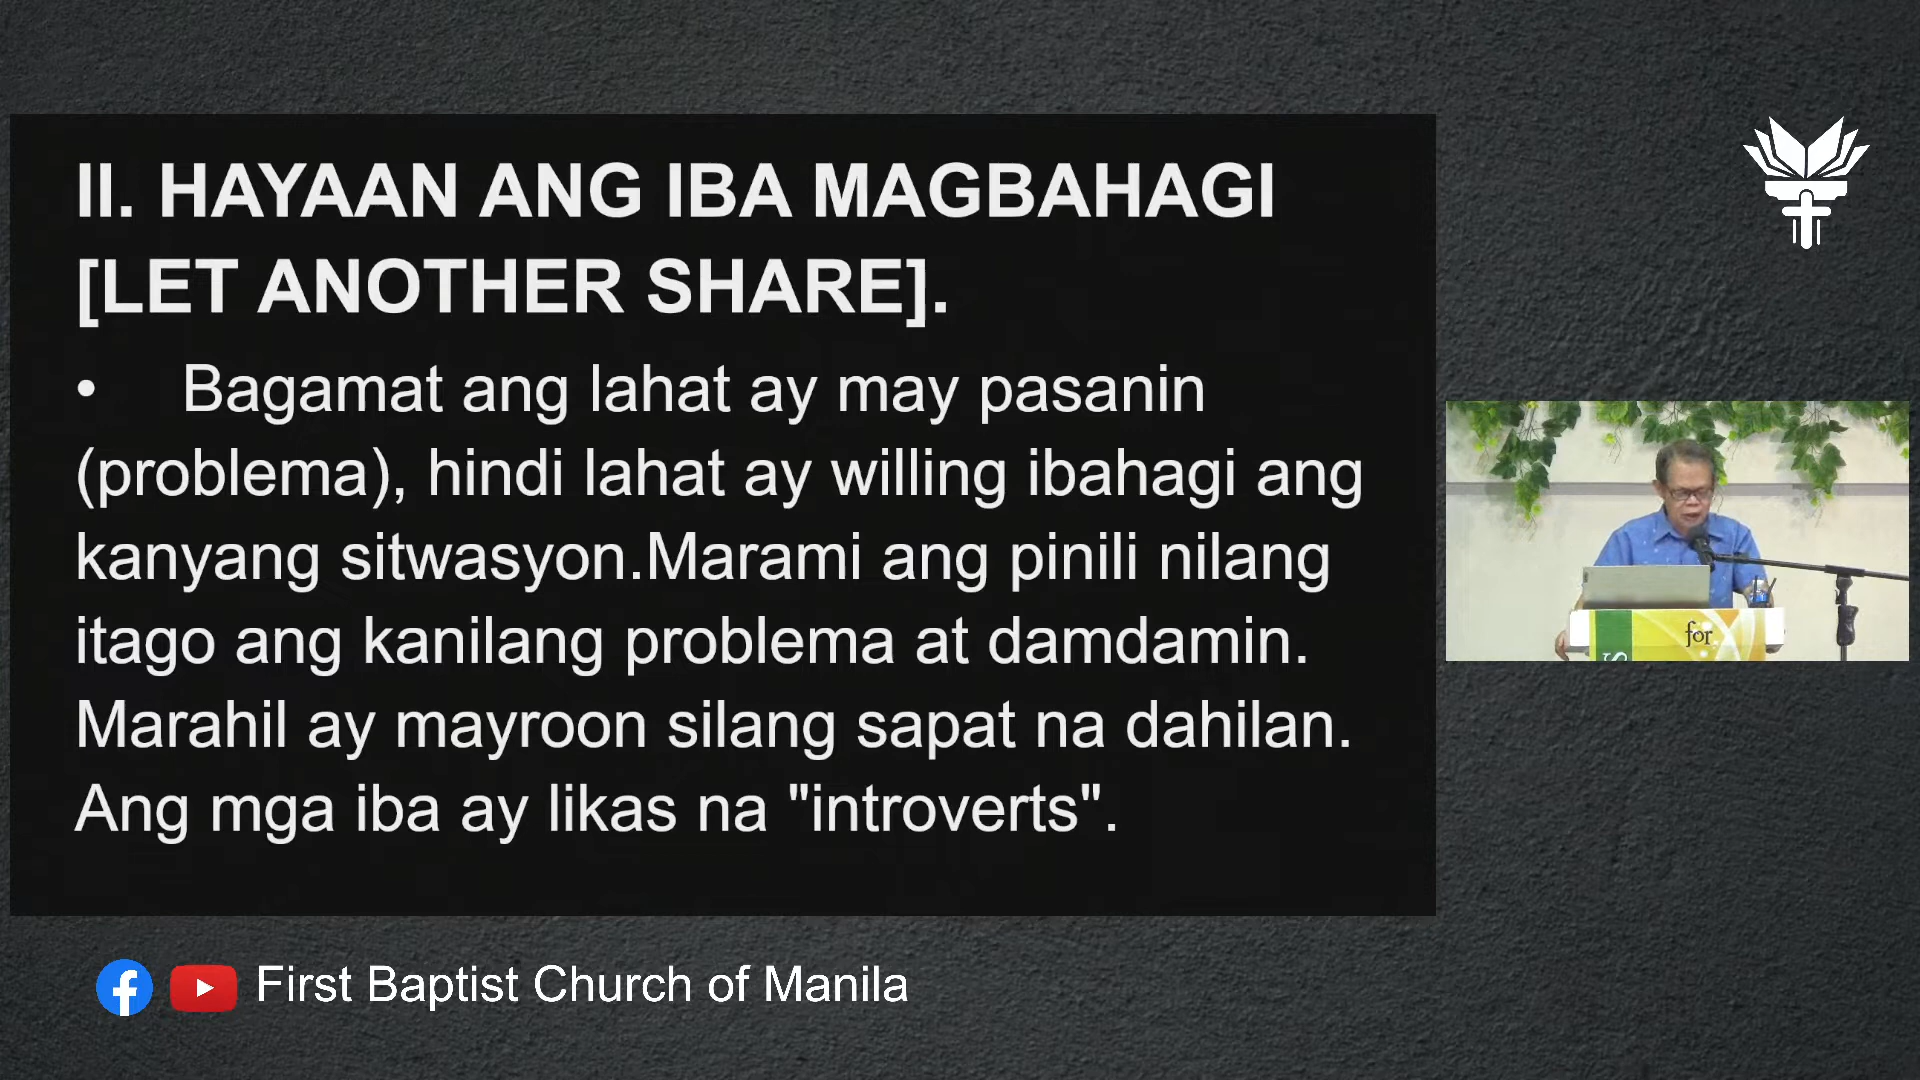 II. HAYAAN ANG IBA MAGBAHAGI
[LET ANOTHER SHARE].
• Bagamat ang lahat ay may pasanin
(problema), hindi lahat ay willing ibahagi ang
kanyang sitwasyon.Marami ang pinili nilang
itago ang kanilang problema at damdamin.
Marahil ay mayroon silang sapat na dahilan.
Ang mga iba ay likas na "introverts".
for
S
First Baptist Church of Manila